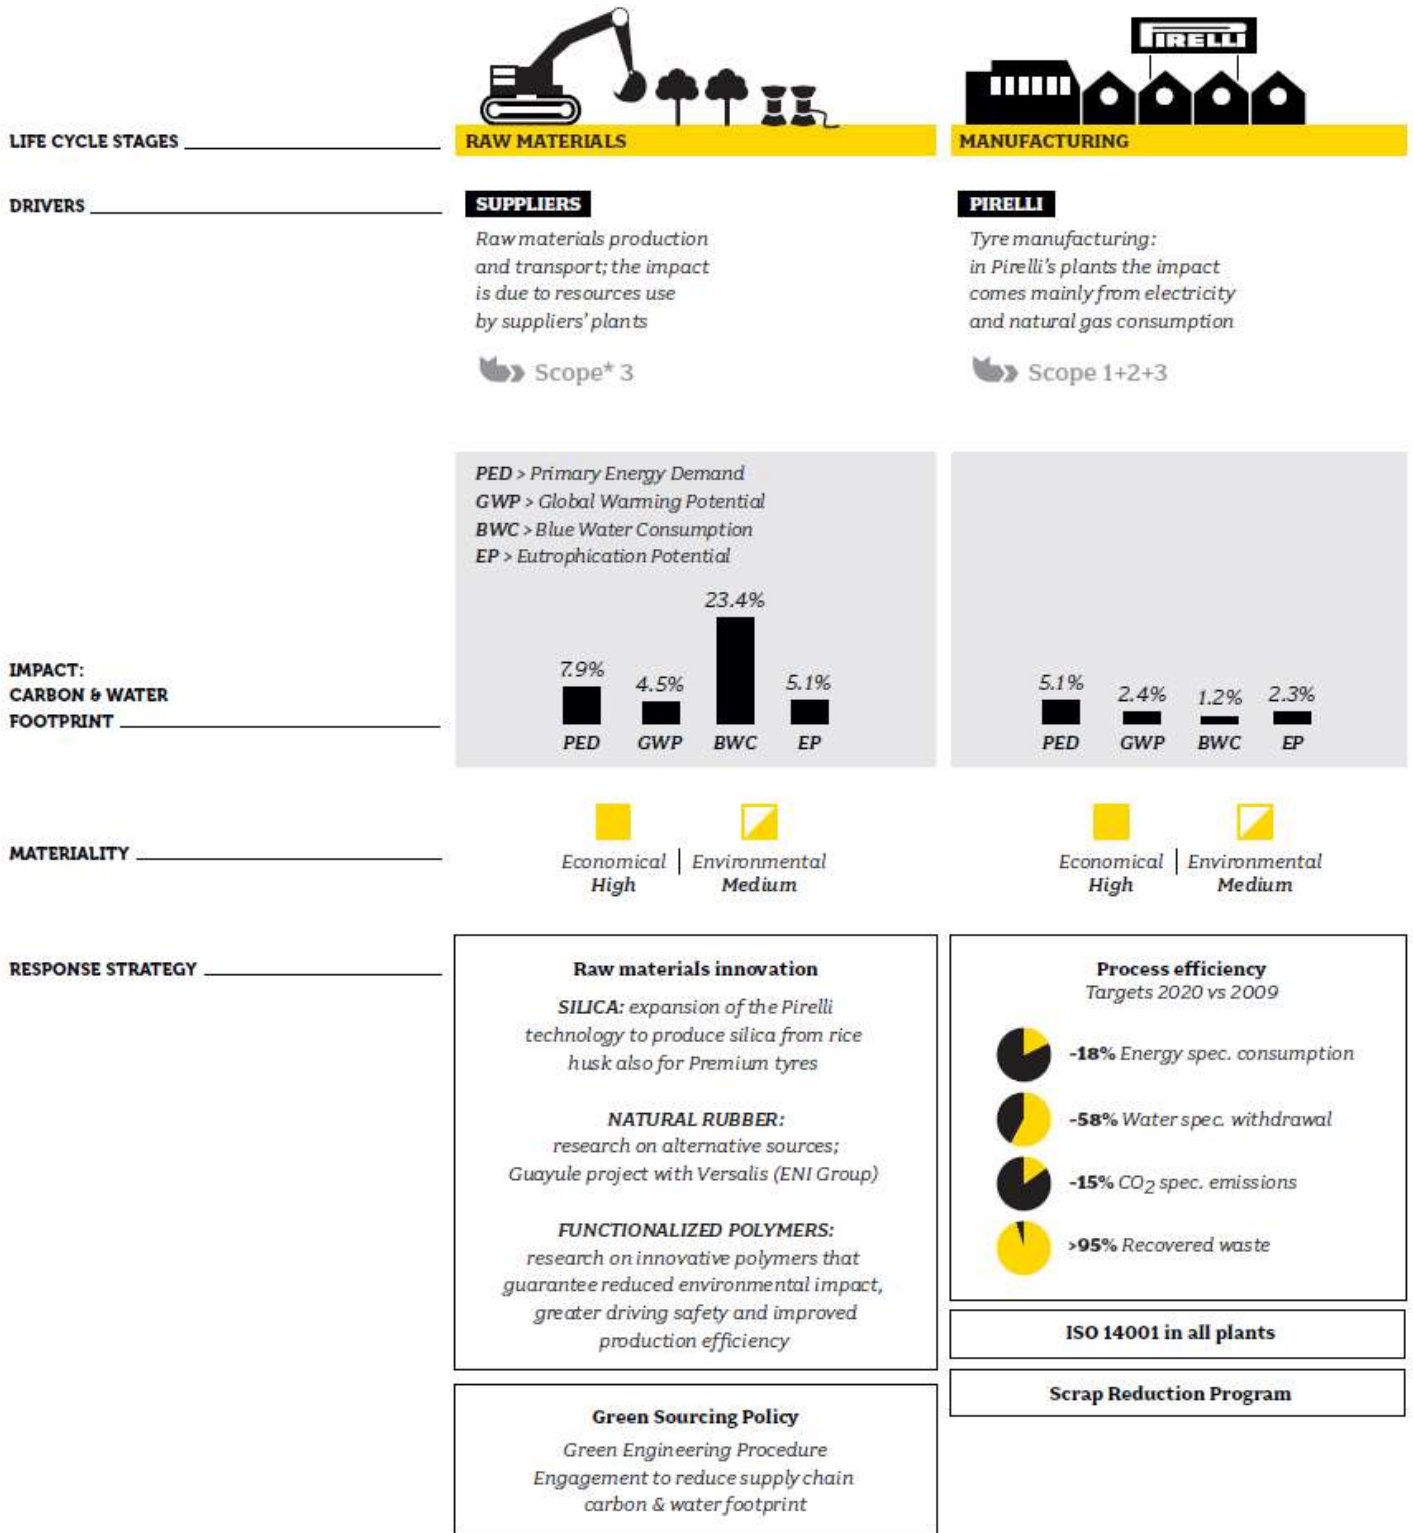 PIRELLI
LIFE CYCLE STAGES
RAW MATERIALS
MANUFACTURING
DRIVERS
SUPPLIERS
Raw materials production
and transport; the impact
is due to resources use
by suppliers' plants
Scope* 3
PIRELLI
Tyre manufacturing:
in Pirelli's plants the impact
comes mainly from electricity
and natural gas consumption
Scope 1+2+3
IMPACT:
CARBON & WATER
FOOTPRINT
PED > Primary Energy Demand
GWP > Global Warming Potential
BWC > Blue Water Consumption
EP > Eutrophication Potential
7.9% 4.5% 23.4% 5.1%
PED GWP BWC EP
5.1% 2.4% 1.2% 2.3%
PED GWP BWC EP
MATERIALITY
Economical | Environmental
High Medium
Economical | Environmental
High Medium
RESPONSE STRATEGY
Raw materials innovation
SILICA: expansion of the Pirelli
technology to produce silica from rice
husk also for Premium tyres
NATURAL RUBBER:
research on alternative sources;
Guayule project with Versalis (ENI Group)
FUNCTIONALIZED POLYMERS:
research on innovative polymers that
guarantee reduced environmental impact,
greater driving safety and improved
production efficiency
Green Sourcing Policy
Green Engineering Procedure
Engagement to reduce supply chain
carbon & water footprint
Process efficiency
Targets 2020 vs 2009
-18% Energy spec. consumption
-58% Water spec. withdrawal
-15% CO2 spec. emissions
>95% Recovered waste
ISO 14001 in all plants
Scrap Reduction Program